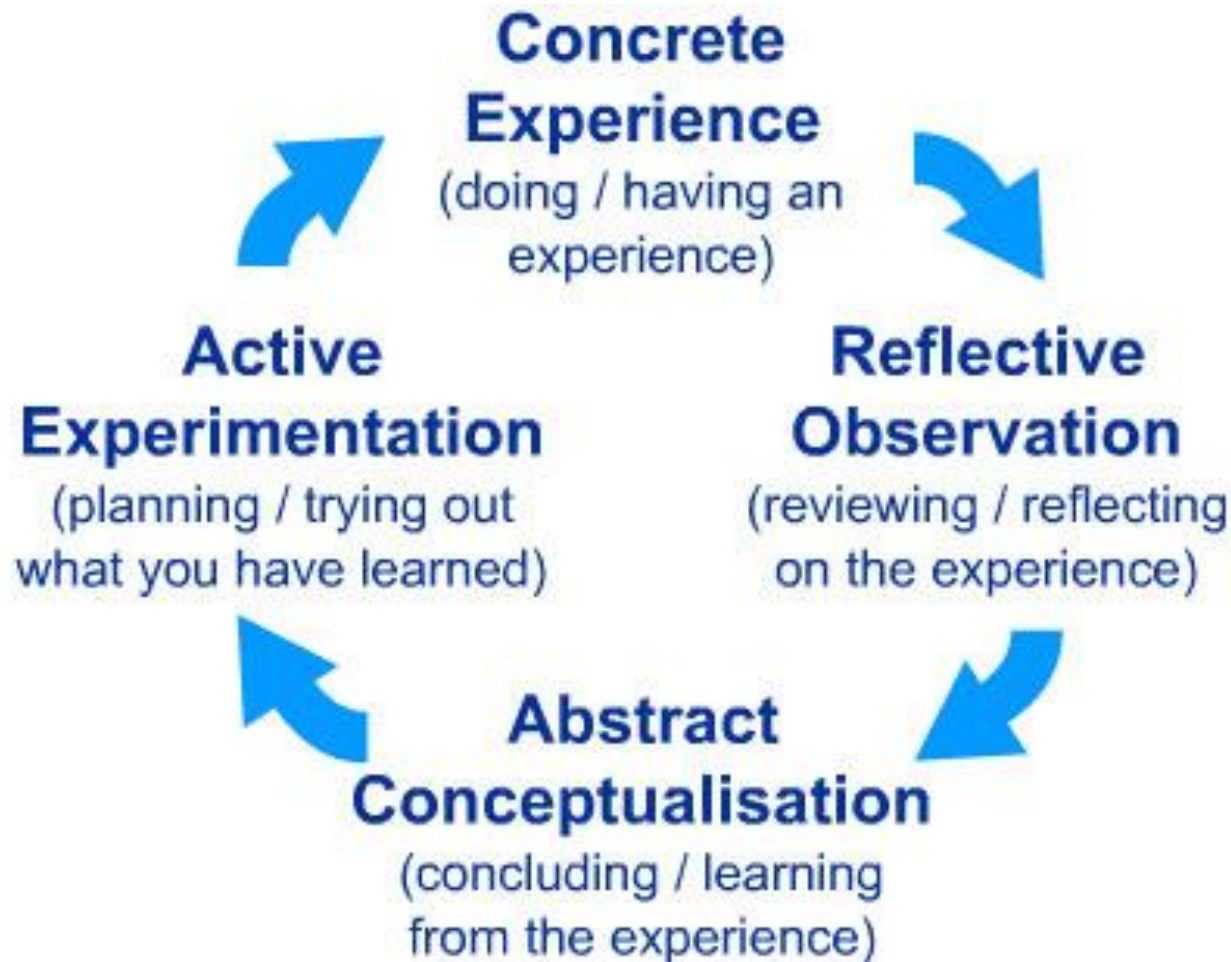 Concrete
Experience
(doing / having an
experience)
Reflective
Observation
(reviewing / reflecting
on the experience)
Abstract
Conceptualisation
(concluding / learning
from the experience)
Active
Experimentation
(planning / trying out
what you have learned)